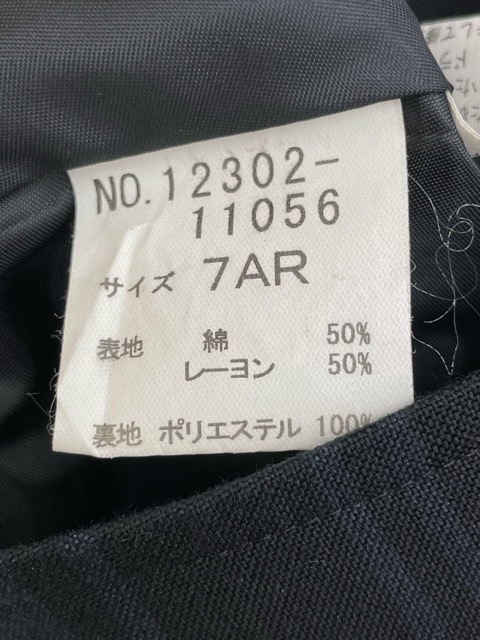 NO.12302-
11056
サイズ 7AR
表地 綿 50%
レーヨン 50%
裏地 ポリエステル 100%